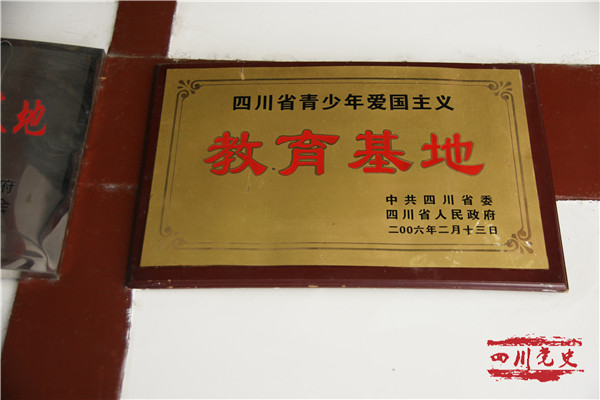 四川省青少年爱国主义
教育基地
中共四川省委
四川省人民政府
二00六年二月十三日
地
府
四川党史